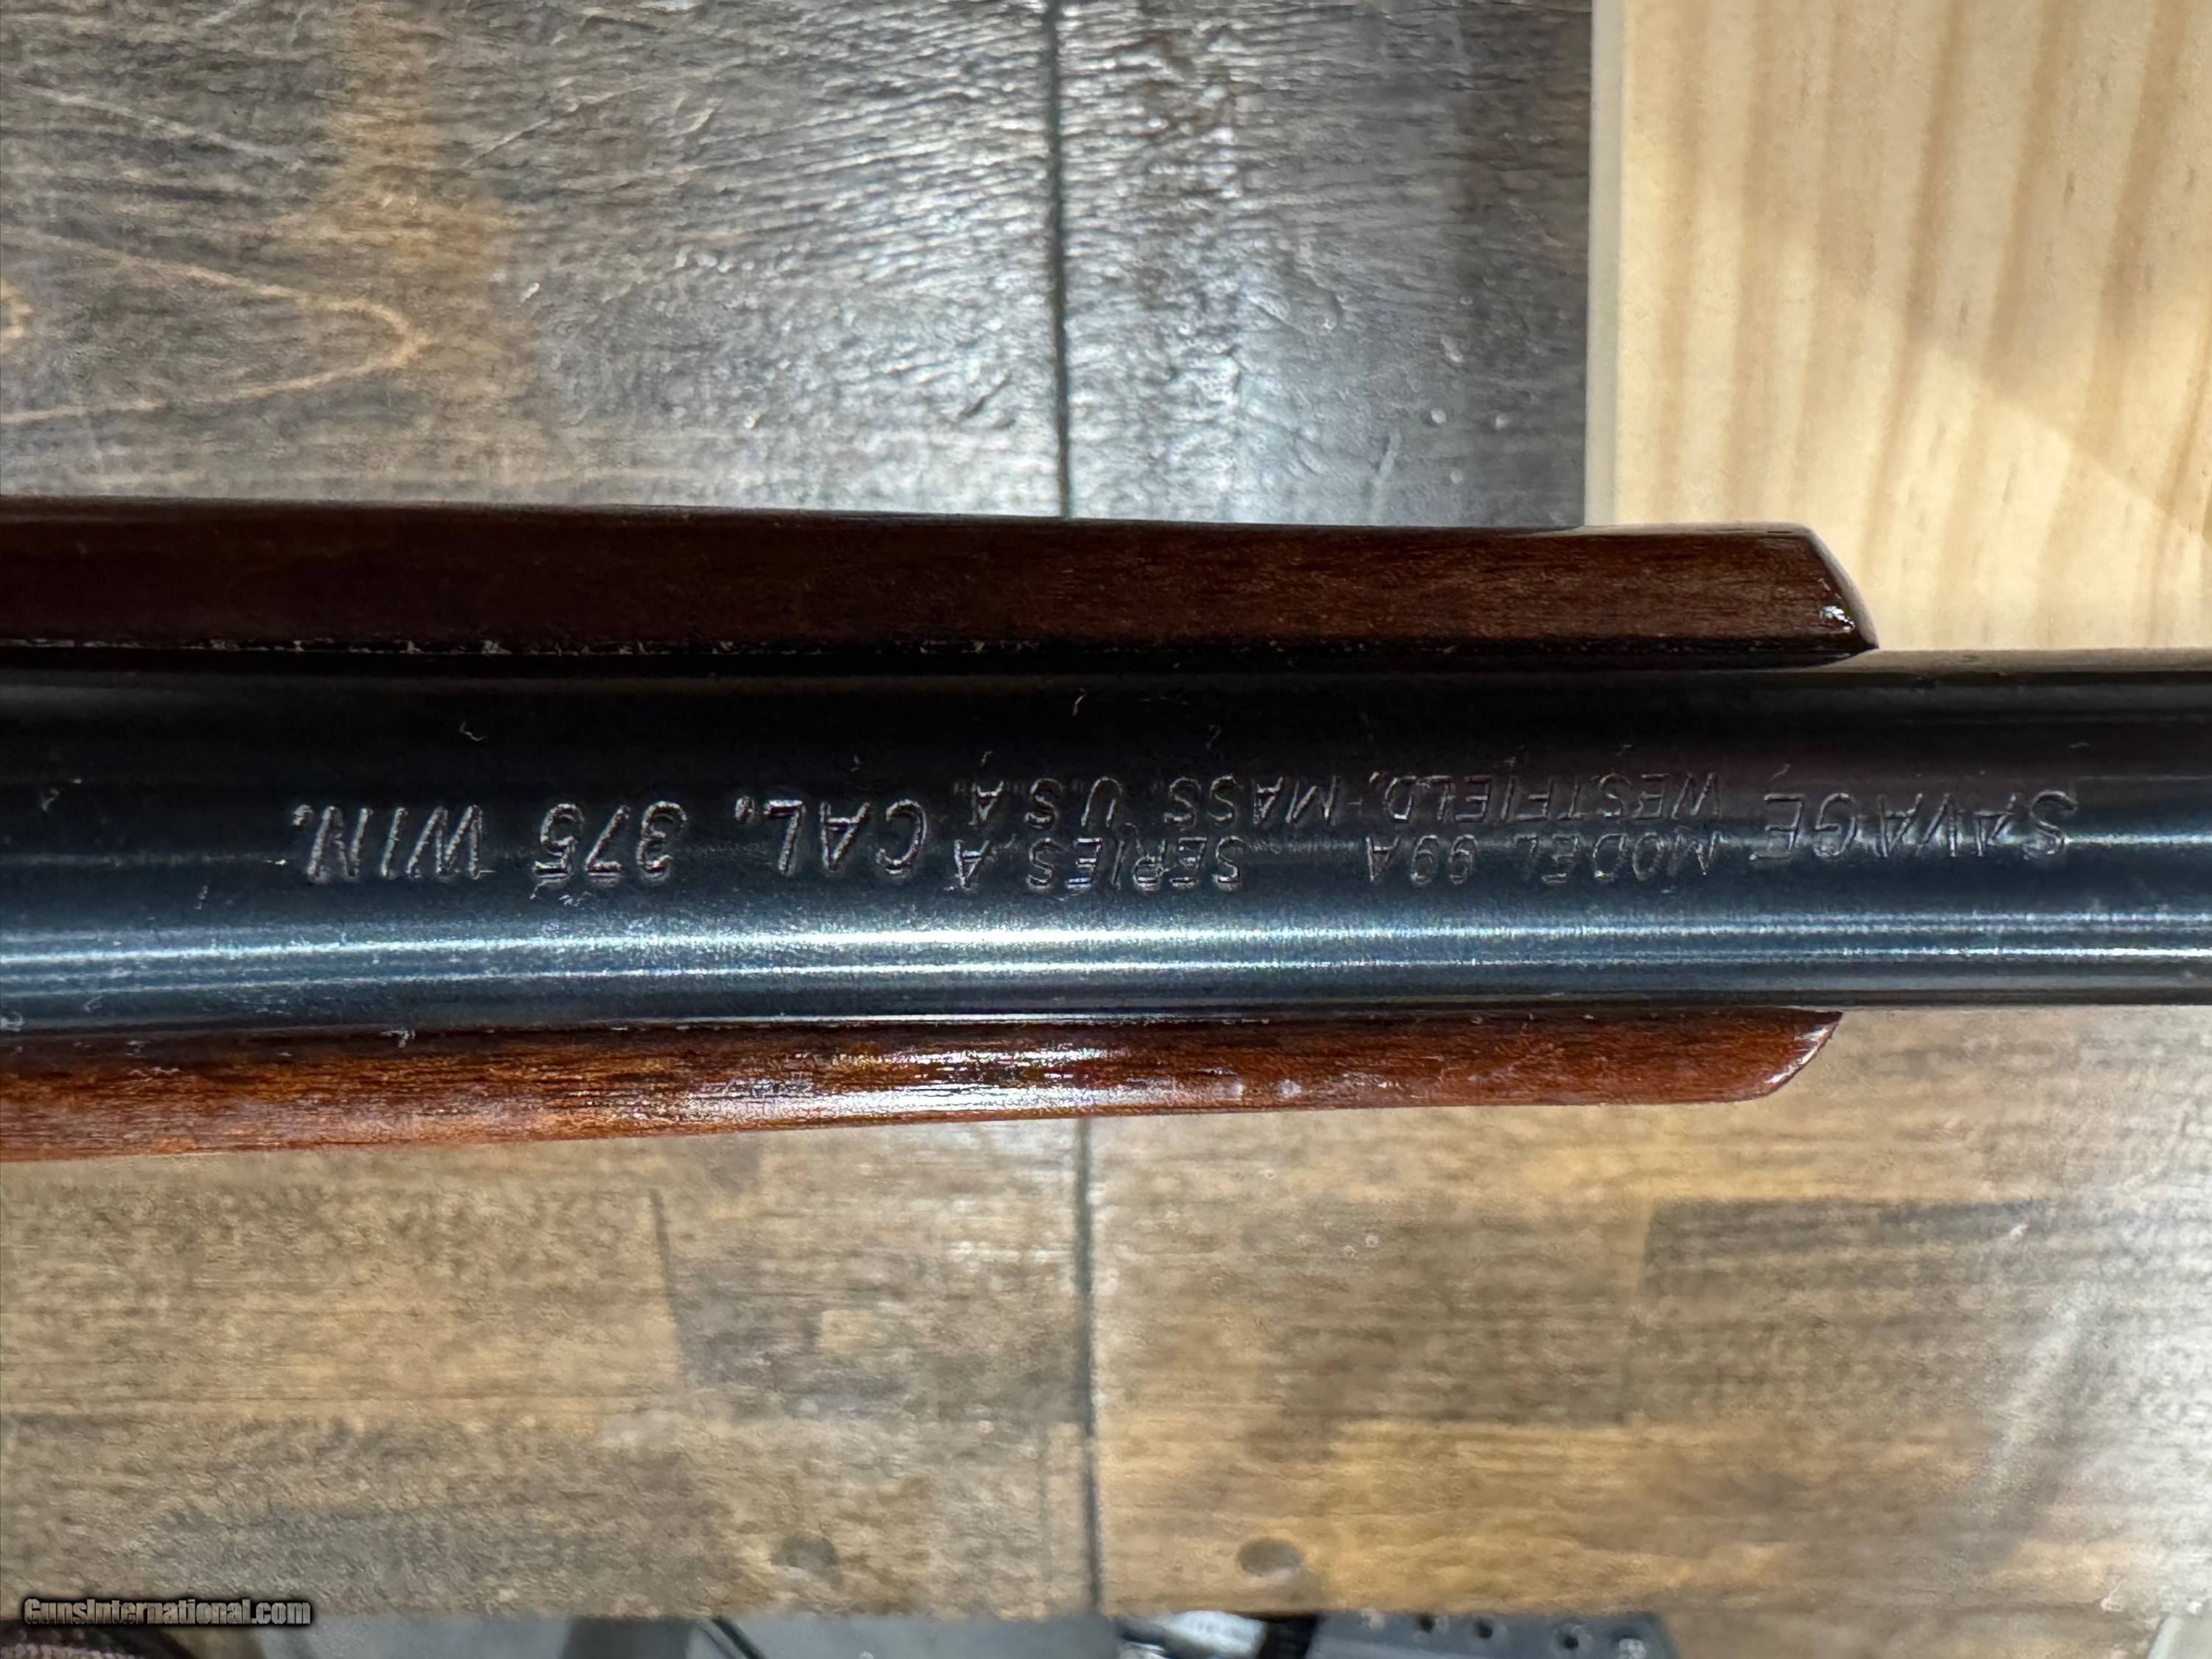 SAVAGE MODEL 99A SERIES A CAL. 375 WIN.
WESTFIELD, MASS. U.S.A.
GunsInternational.com